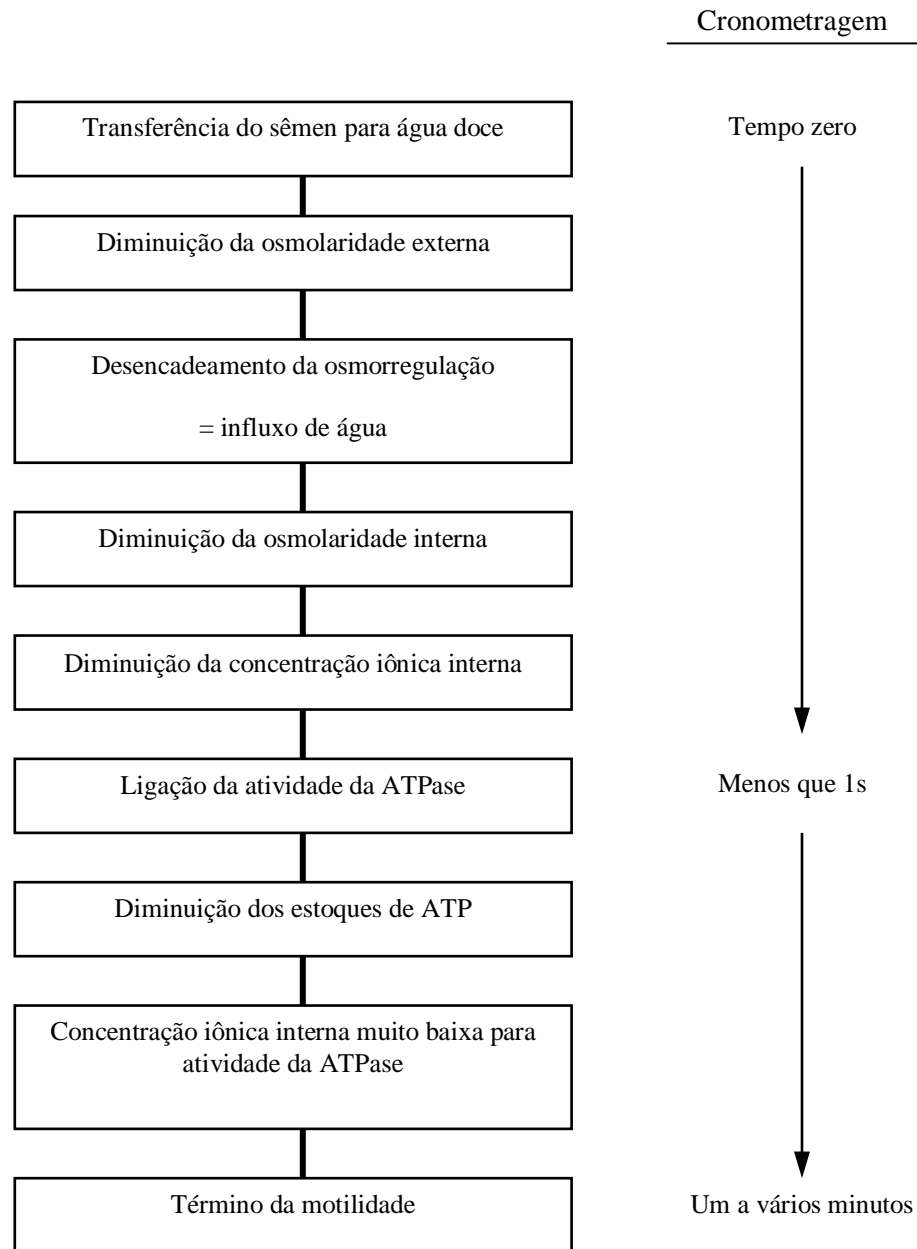 Cronometragem
Transferência do sêmen para água doce
Tempo zero
Diminuição da osmolaridade externa
Desencadeamento da osmorregulação
= influxo de água
Diminuição da osmolaridade interna
Diminuição da concentração iônica interna
Ligação da atividade da ATPase
Menos que 1s
Diminuição dos estoques de ATP
Concentração iônica interna muito baixa para
atividade da ATPase
Término da motilidade
Um a vários minutos